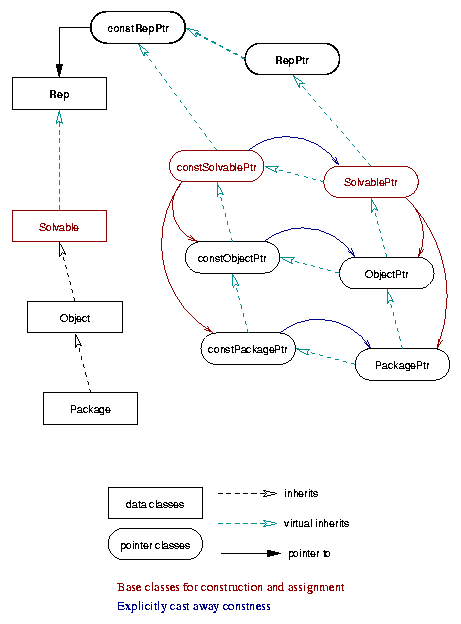 constRepPtr
RepPtr
Rep
constSolvablePtr
SolvablePtr
Solvable
constObjectPtr
ObjectPtr
Object
constPackagePtr
PackagePtr
Package
data classes
inherits
virtual inherits
pointer classes
pointer to
Base classes for construction and assignment
Explicitly cast away constness